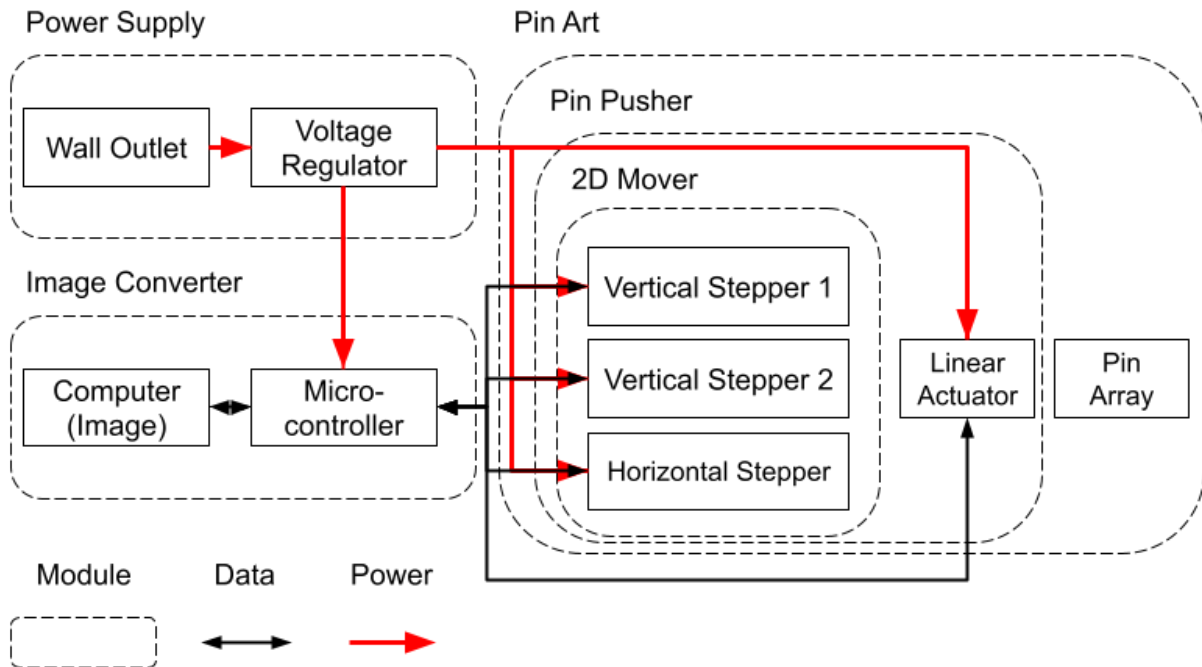 Power Supply
Pin Art
Wall Outlet
Voltage
Regulator
Pin Pusher
2D Mover
Image Converter
Vertical Stepper 1
Computer
(Image)
Micro-
controller
Vertical Stepper 2
Linear
Actuator
Pin
Array
Horizontal Stepper
Module
Data
Power